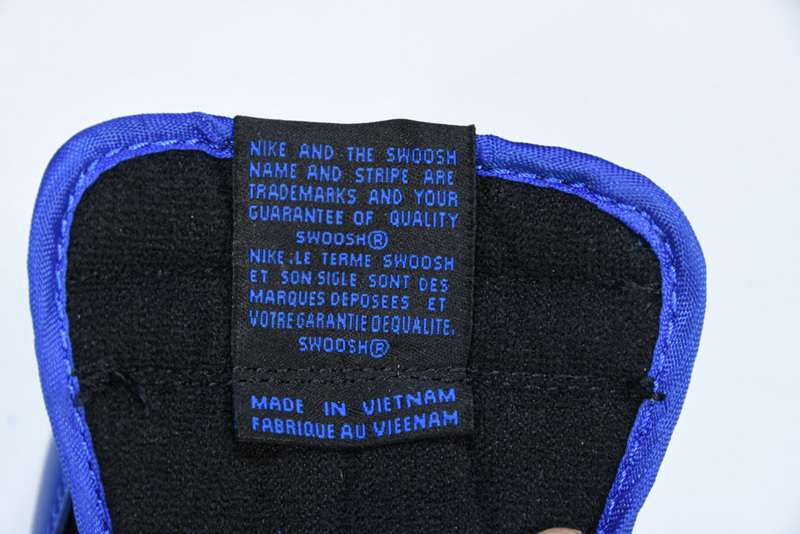 NIKE AND THE SWOOSH
NAME AND STRIPE ARE
TRADEMARKS AND YOUR
GUARANTEE OF QUALITY
SWOOSH®
NIKE.LE TERME SWOOSH
ET SON SIGLE SONT DES
MARQUES DEPOSEES ET
VOTRE GARANTIE DEQUALITE.
SWOOSH®
MADE IN VIETNAM
FABRIQUE AU VIEENAM